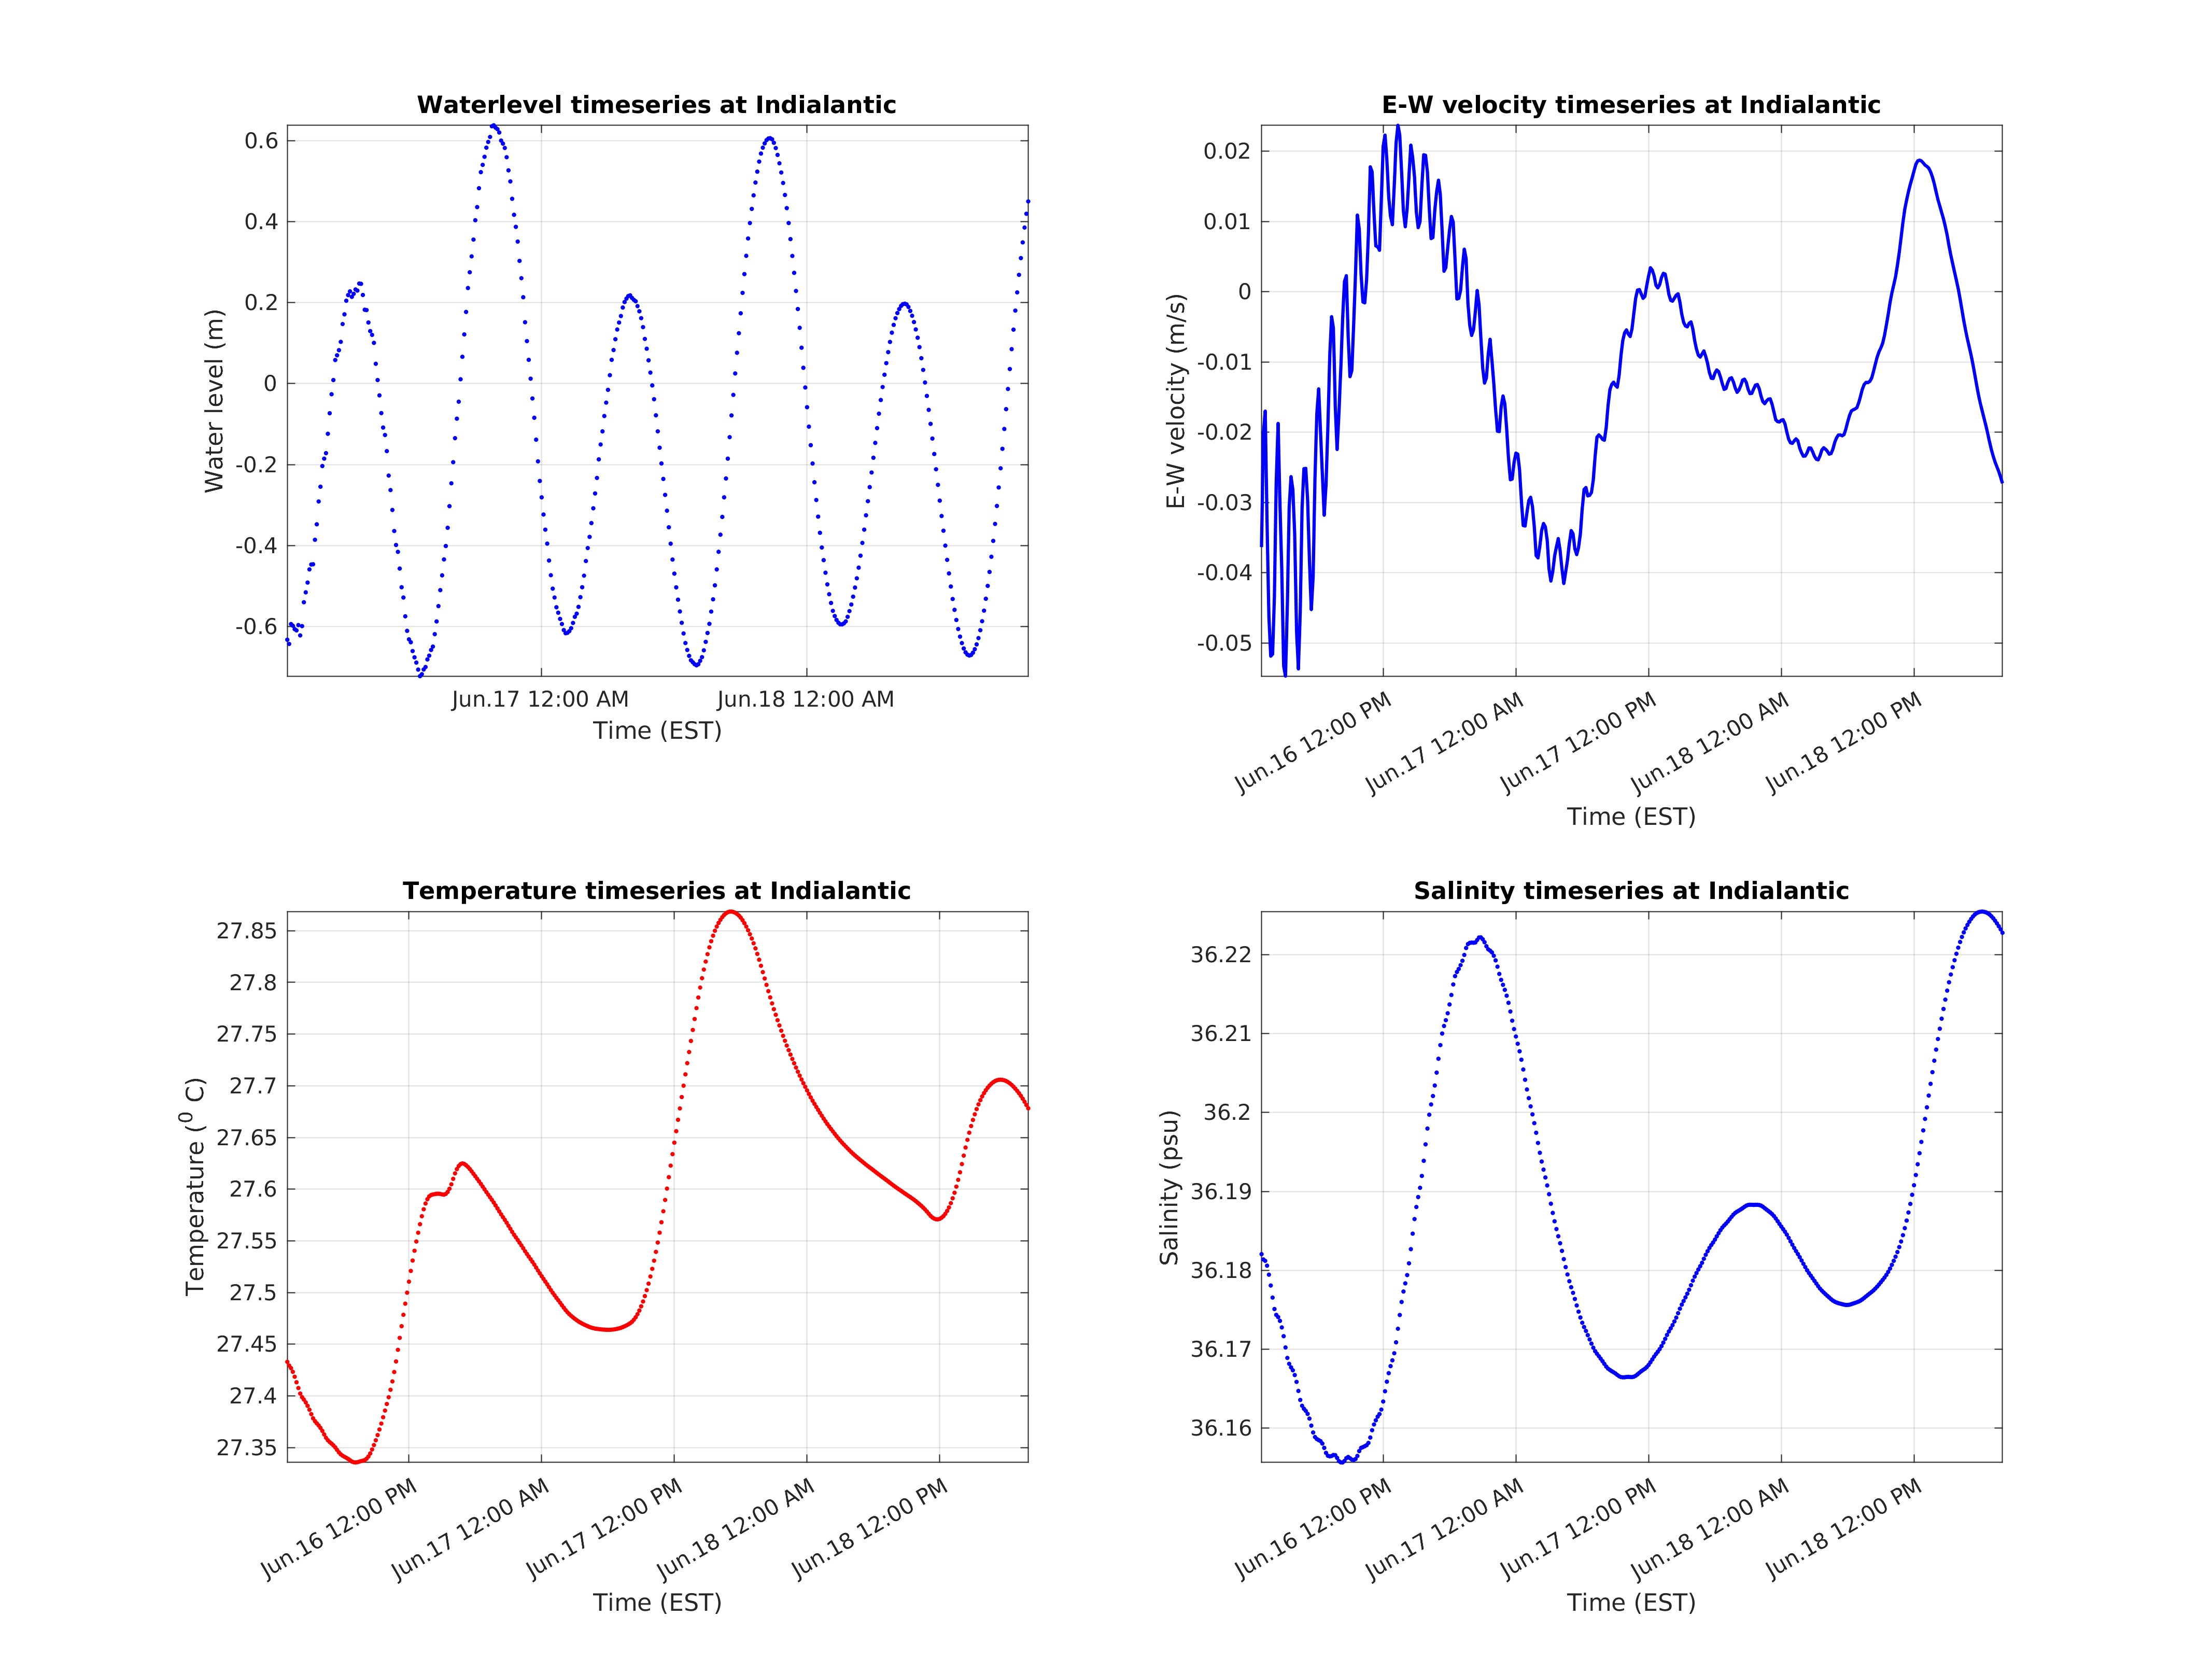 Waterlevel timeseries at Indialantic
0.6
0.4
0.2
0
-0.2
-0.4
-0.6
Water level (m)
Jun.17 12:00 AM
Jun.18 12:00 AM
Time (EST)
E-W velocity timeseries at Indialantic
0.02
0.01
0
-0.01
-0.02
-0.03
-0.04
-0.05
E-W velocity (m/s)
Jun.16 12:00 PM
Jun.17 12:00 AM
Jun.17 12:00 PM
Jun.18 12:00 AM
Jun.18 12:00 PM
Time (EST)
Temperature timeseries at Indialantic
27.85
27.8
27.75
27.7
27.65
27.6
27.55
27.5
27.45
27.4
27.35
Temperature (⁰ C)
Jun.16 12:00 PM
Jun.17 12:00 AM
Jun.17 12:00 PM
Jun.18 12:00 AM
Jun.18 12:00 PM
Time (EST)
Salinity timeseries at Indialantic
36.22
36.21
36.2
36.19
36.18
36.17
36.16
Salinity (psu)
Jun.16 12:00 PM
Jun.17 12:00 AM
Jun.17 12:00 PM
Jun.18 12:00 AM
Jun.18 12:00 PM
Time (EST)